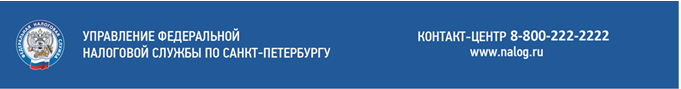 УПРАВЛЕНИЕ ФЕДЕРАЛЬНОЙ
НАЛОГОВОЙ СЛУЖБЫ ПО САНКТ-ПЕТЕРБУРГУ
КОНТАКТ-ЦЕНТР 8-800-222-2222
www.nalog.ru